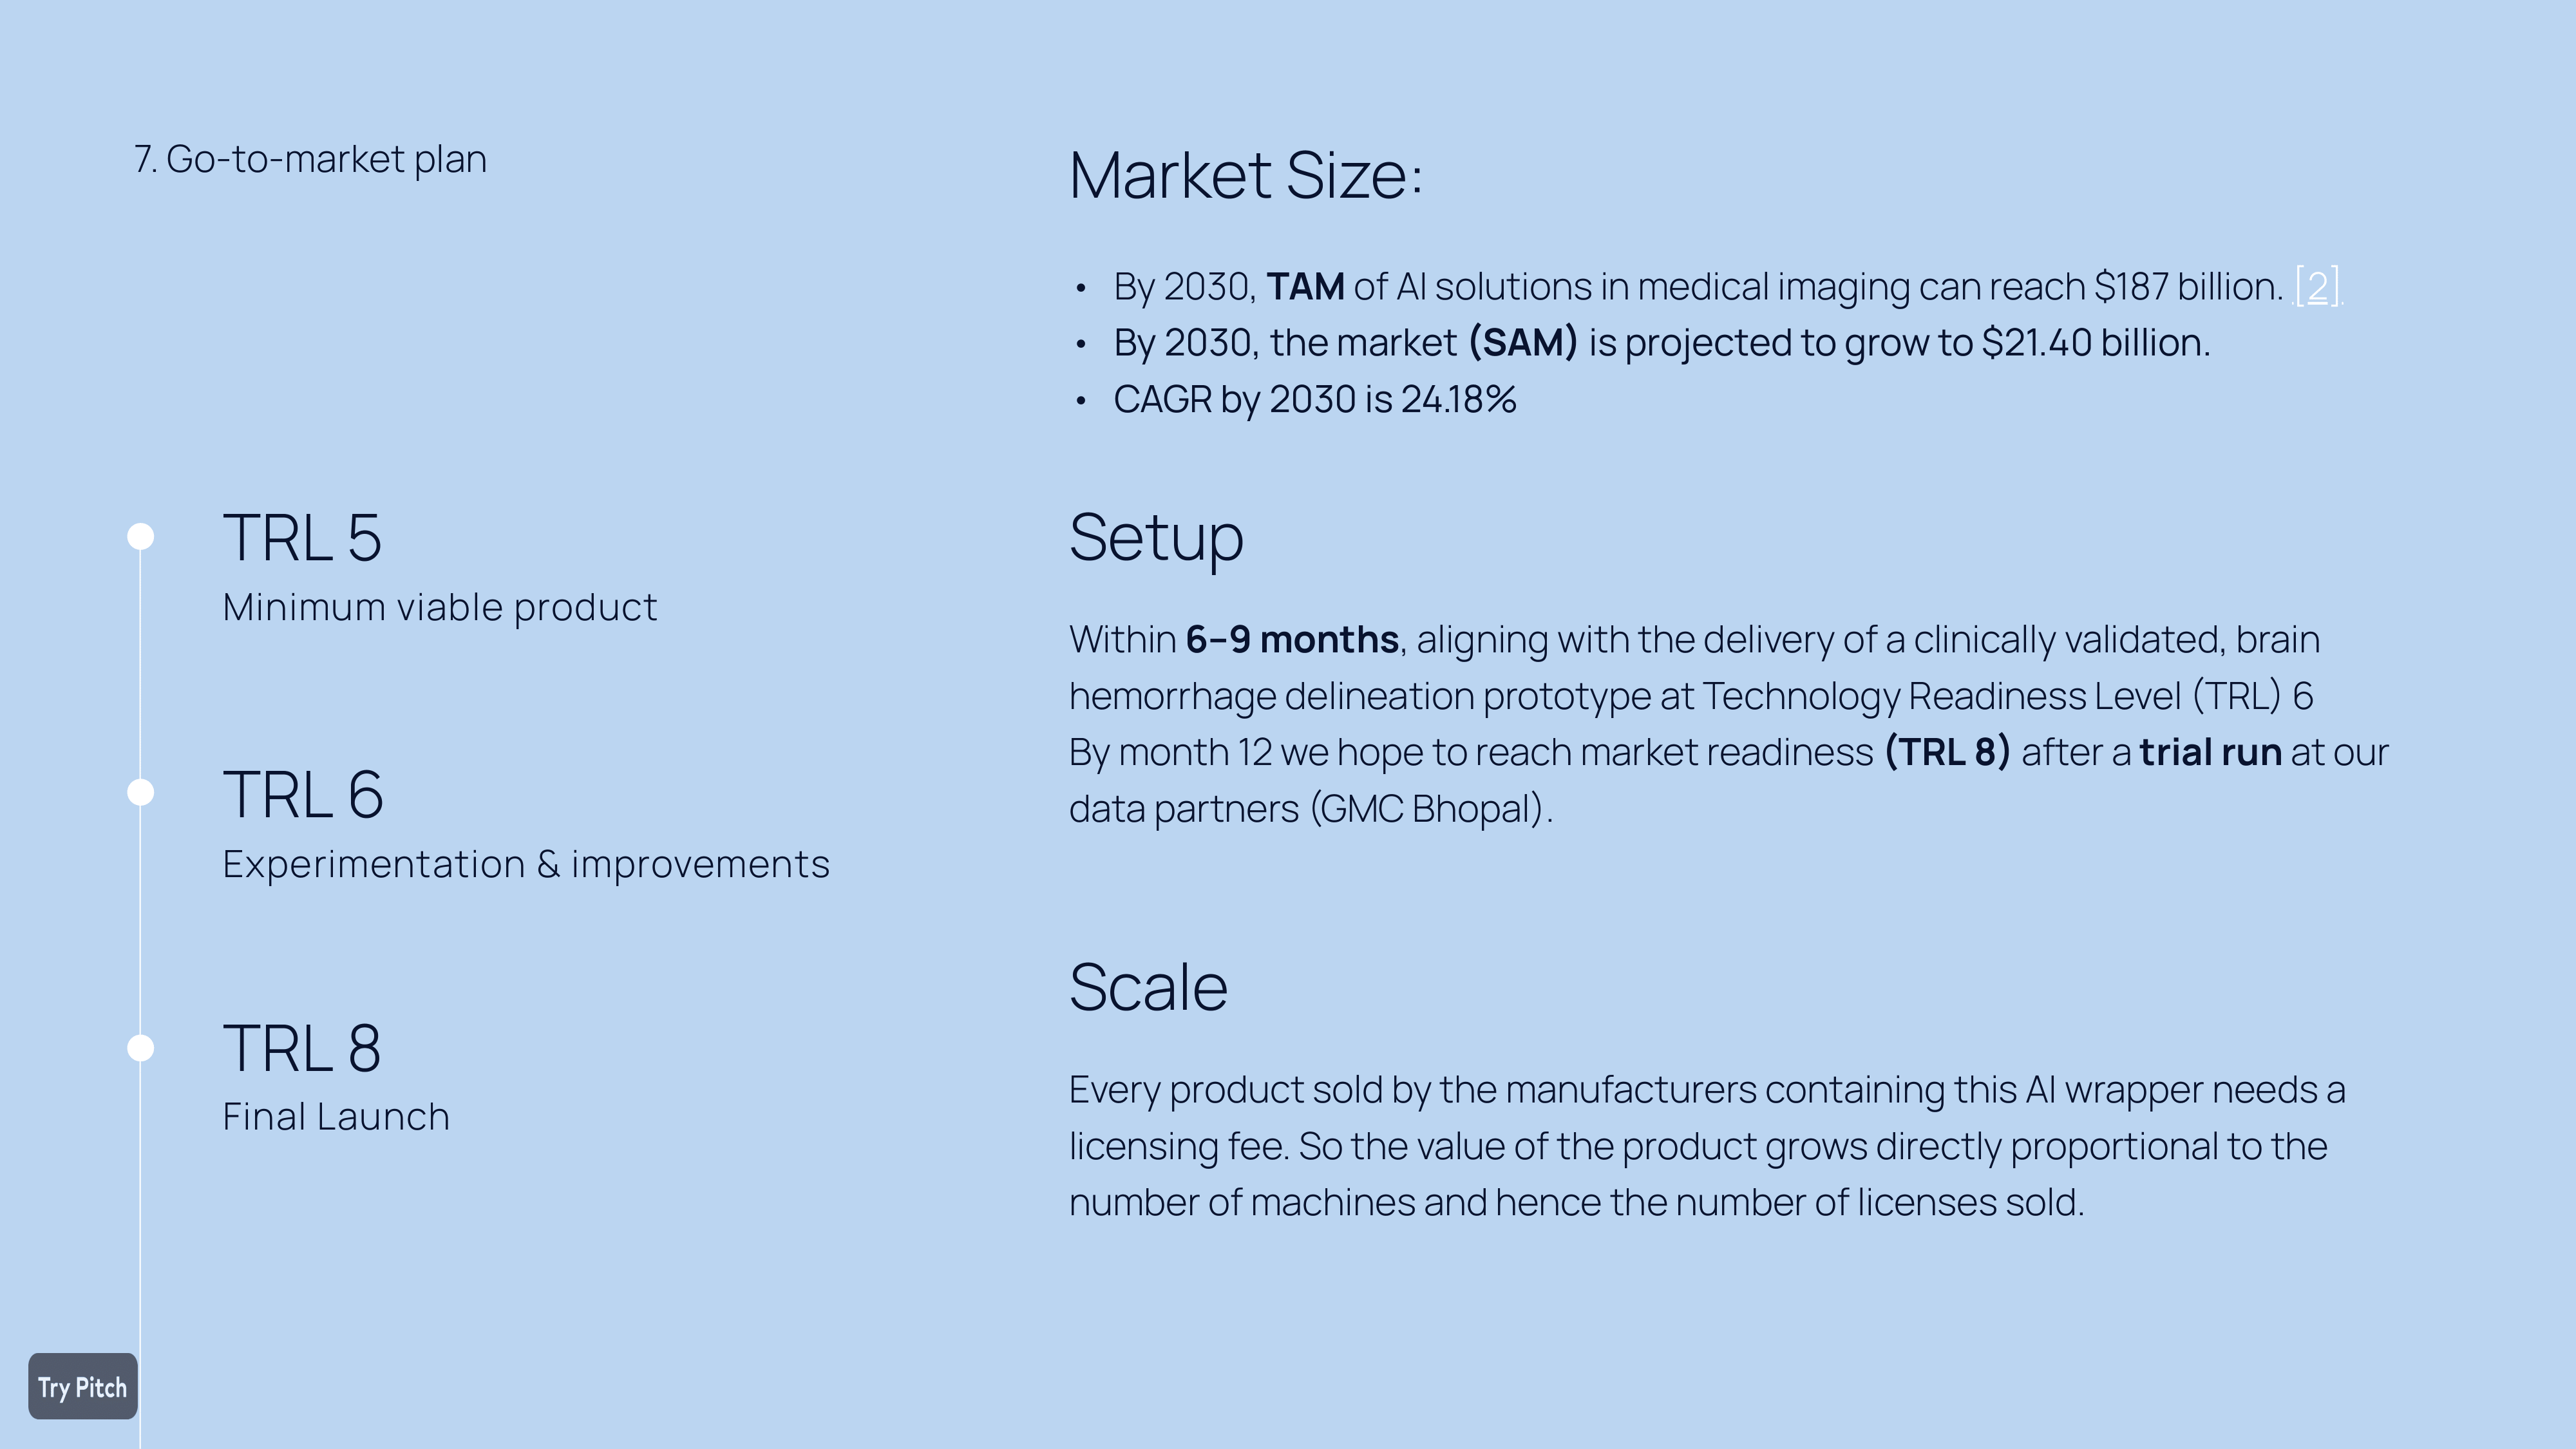 7. Go-to-market plan
TRL 5
Minimum viable product
TRL 6
Experimentation & improvements
TRL 8
Final Launch
Market Size:
• By 2030, TAM of AI solutions in medical imaging can reach $187 billion. [2].
• By 2030, the market (SAM) is projected to grow to $21.40 billion.
• CAGR by 2030 is 24.18%
Setup
Within 6–9 months, aligning with the delivery of a clinically validated, brain
hemorrhage delineation prototype at Technology Readiness Level (TRL) 6
By month 12 we hope to reach market readiness (TRL 8) after a trial run at our
data partners (GMC Bhopal).
Scale
Every product sold by the manufacturers containing this AI wrapper needs a
licensing fee. So the value of the product grows directly proportional to the
number of machines and hence the number of licenses sold.
Try Pitch